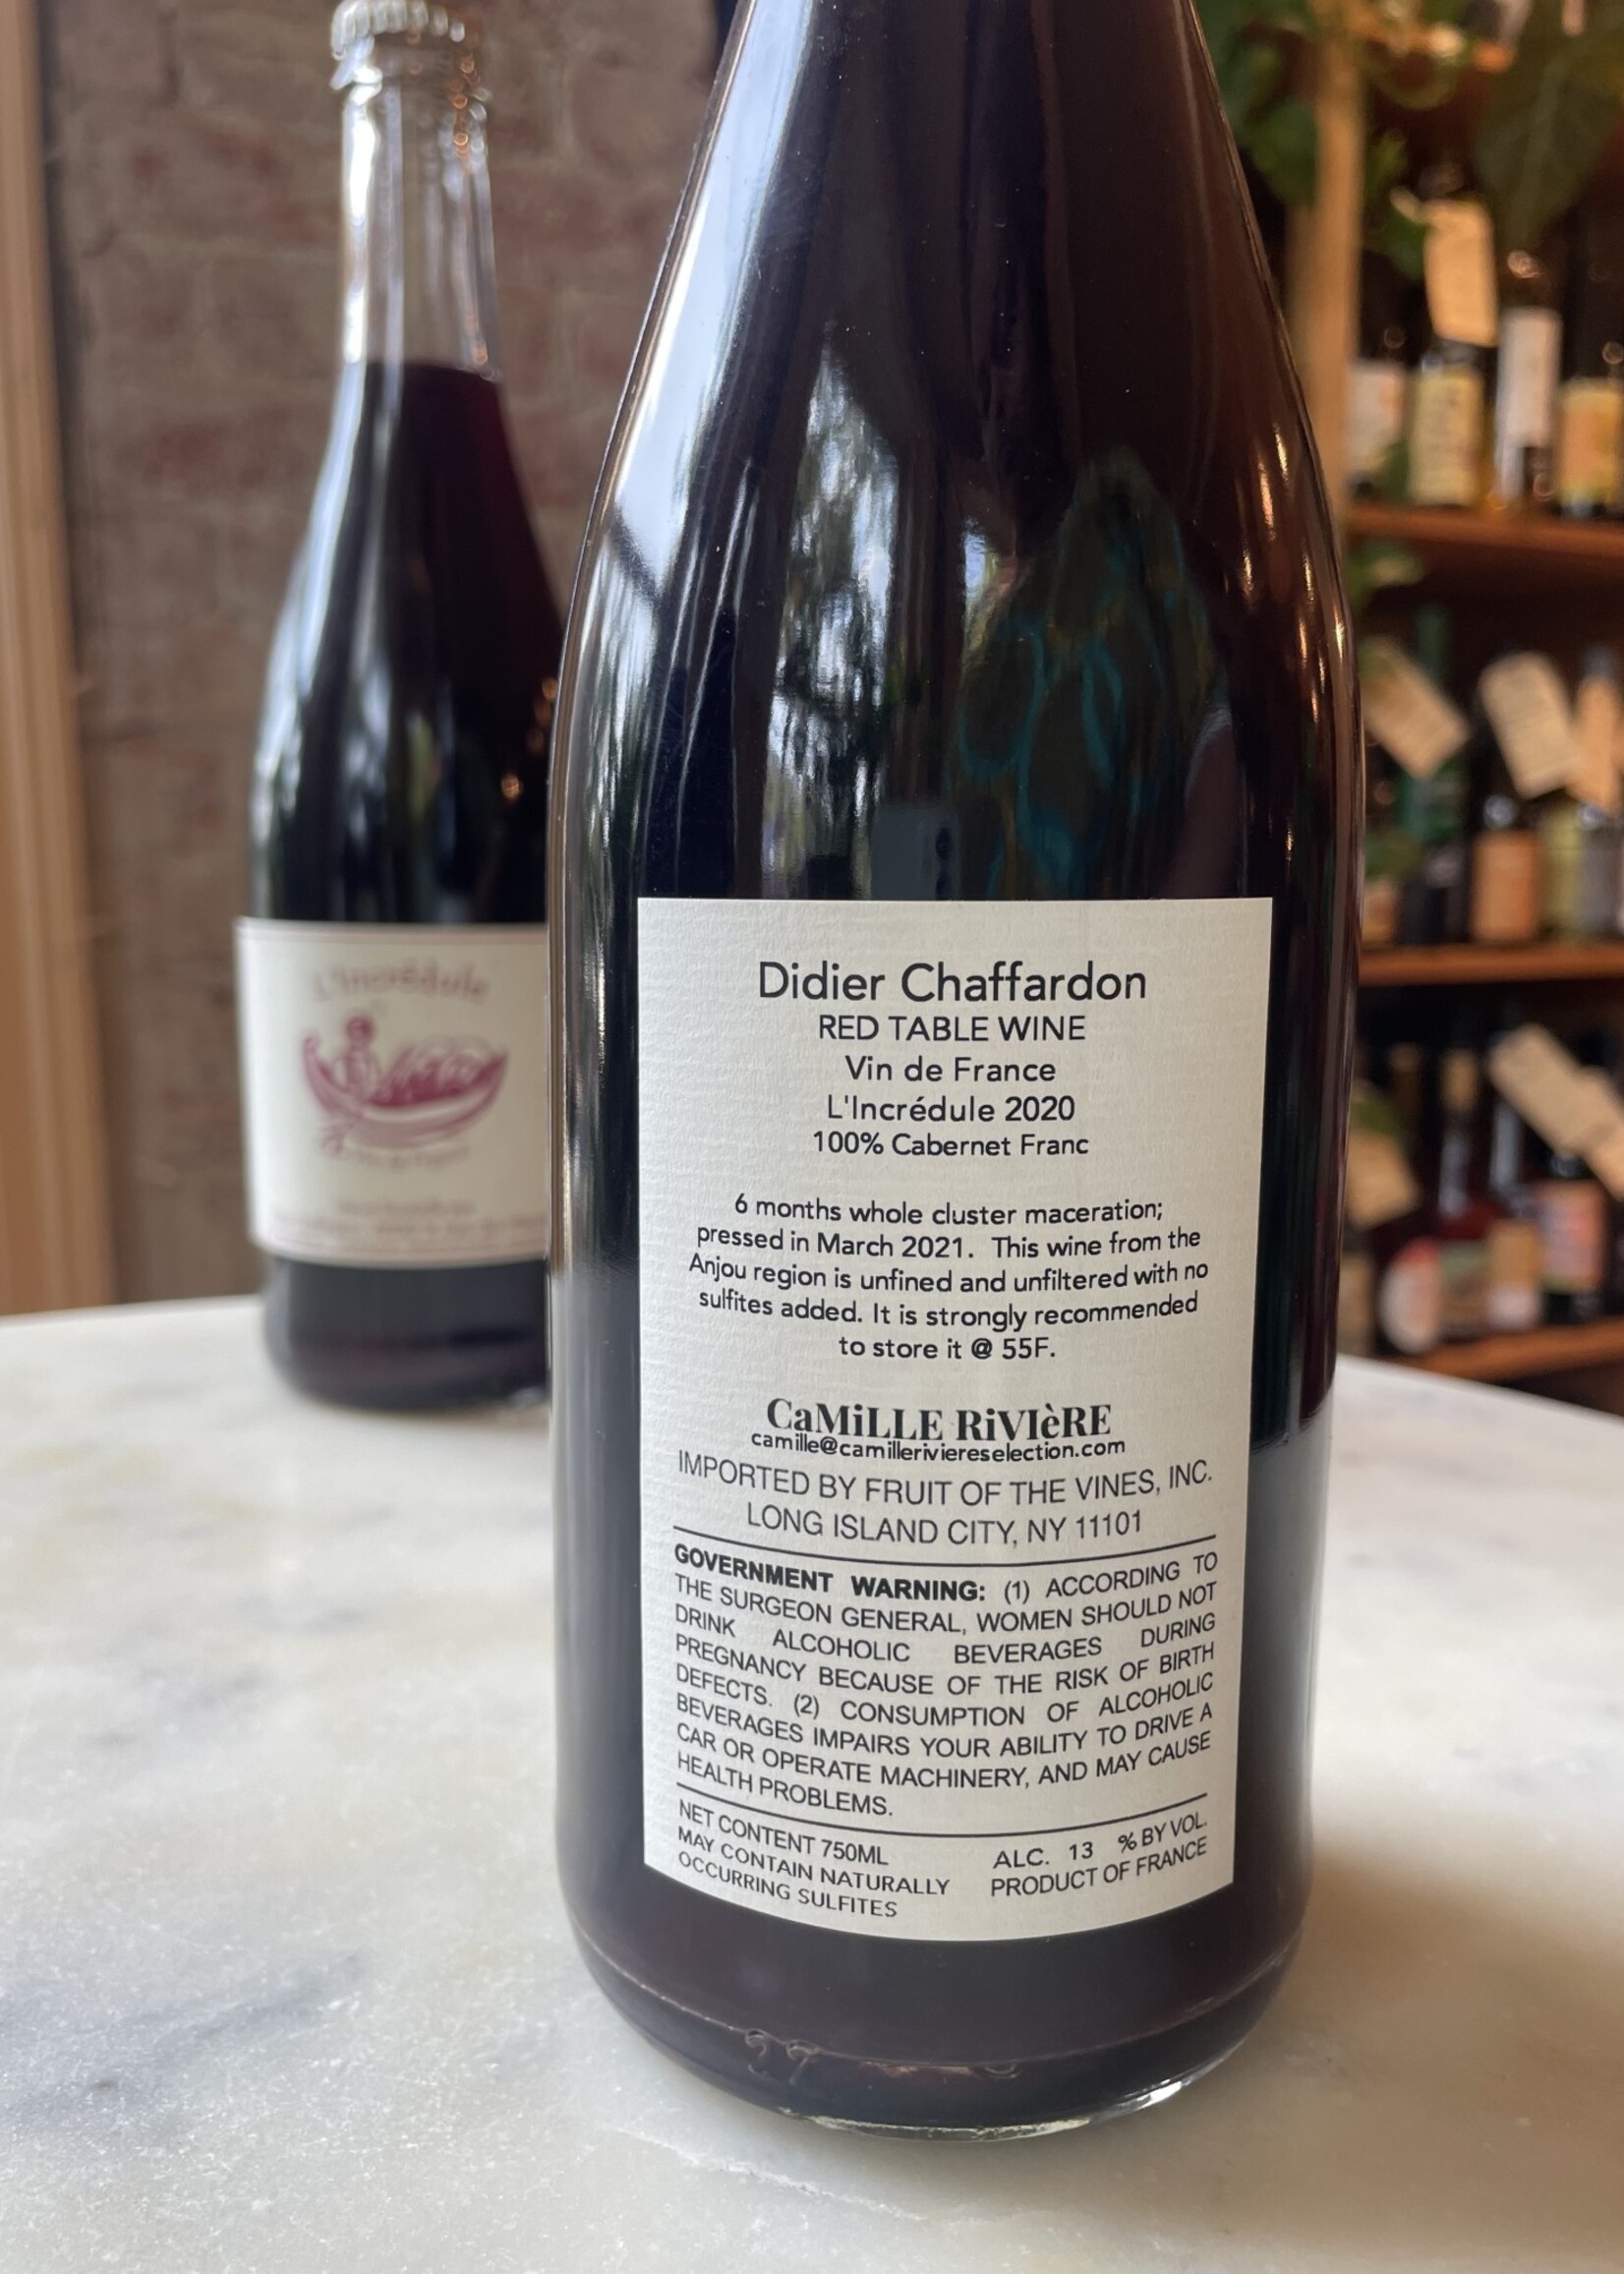 L'Incrédule
Didier Chaffardon
RED TABLE WINE
Vin de France
L'Incrédule 2020
100% Cabernet Franc
6 months whole cluster maceration;
pressed in March 2021. This wine from the
Anjou region is unfined and unfiltered with no
sulfites added. It is strongly recommended
to store it @ 55F.
CaMiLLE RiVIèRE
camille@camilleriviereselection.com
IMPORTED BY FRUIT OF THE VINES, INC.
LONG ISLAND CITY, NY 11101
GOVERNMENT WARNING: (1) ACCORDING TO
THE SURGEON GENERAL, WOMEN SHOULD NOT
DRINK ALCOHOLIC BEVERAGES DURING
PREGNANCY BECAUSE OF THE RISK OF BIRTH
DEFECTS. (2) CONSUMPTION OF ALCOHOLIC
BEVERAGES IMPAIRS YOUR ABILITY TO DRIVE A
CAR OR OPERATE MACHINERY, AND MAY CAUSE
HEALTH PROBLEMS.
NET CONTENT 750ML
MAY CONTAIN NATURALLY
OCCURRING SULFITES
ALC. 13 % BY VOL.
PRODUCT OF FRANCE